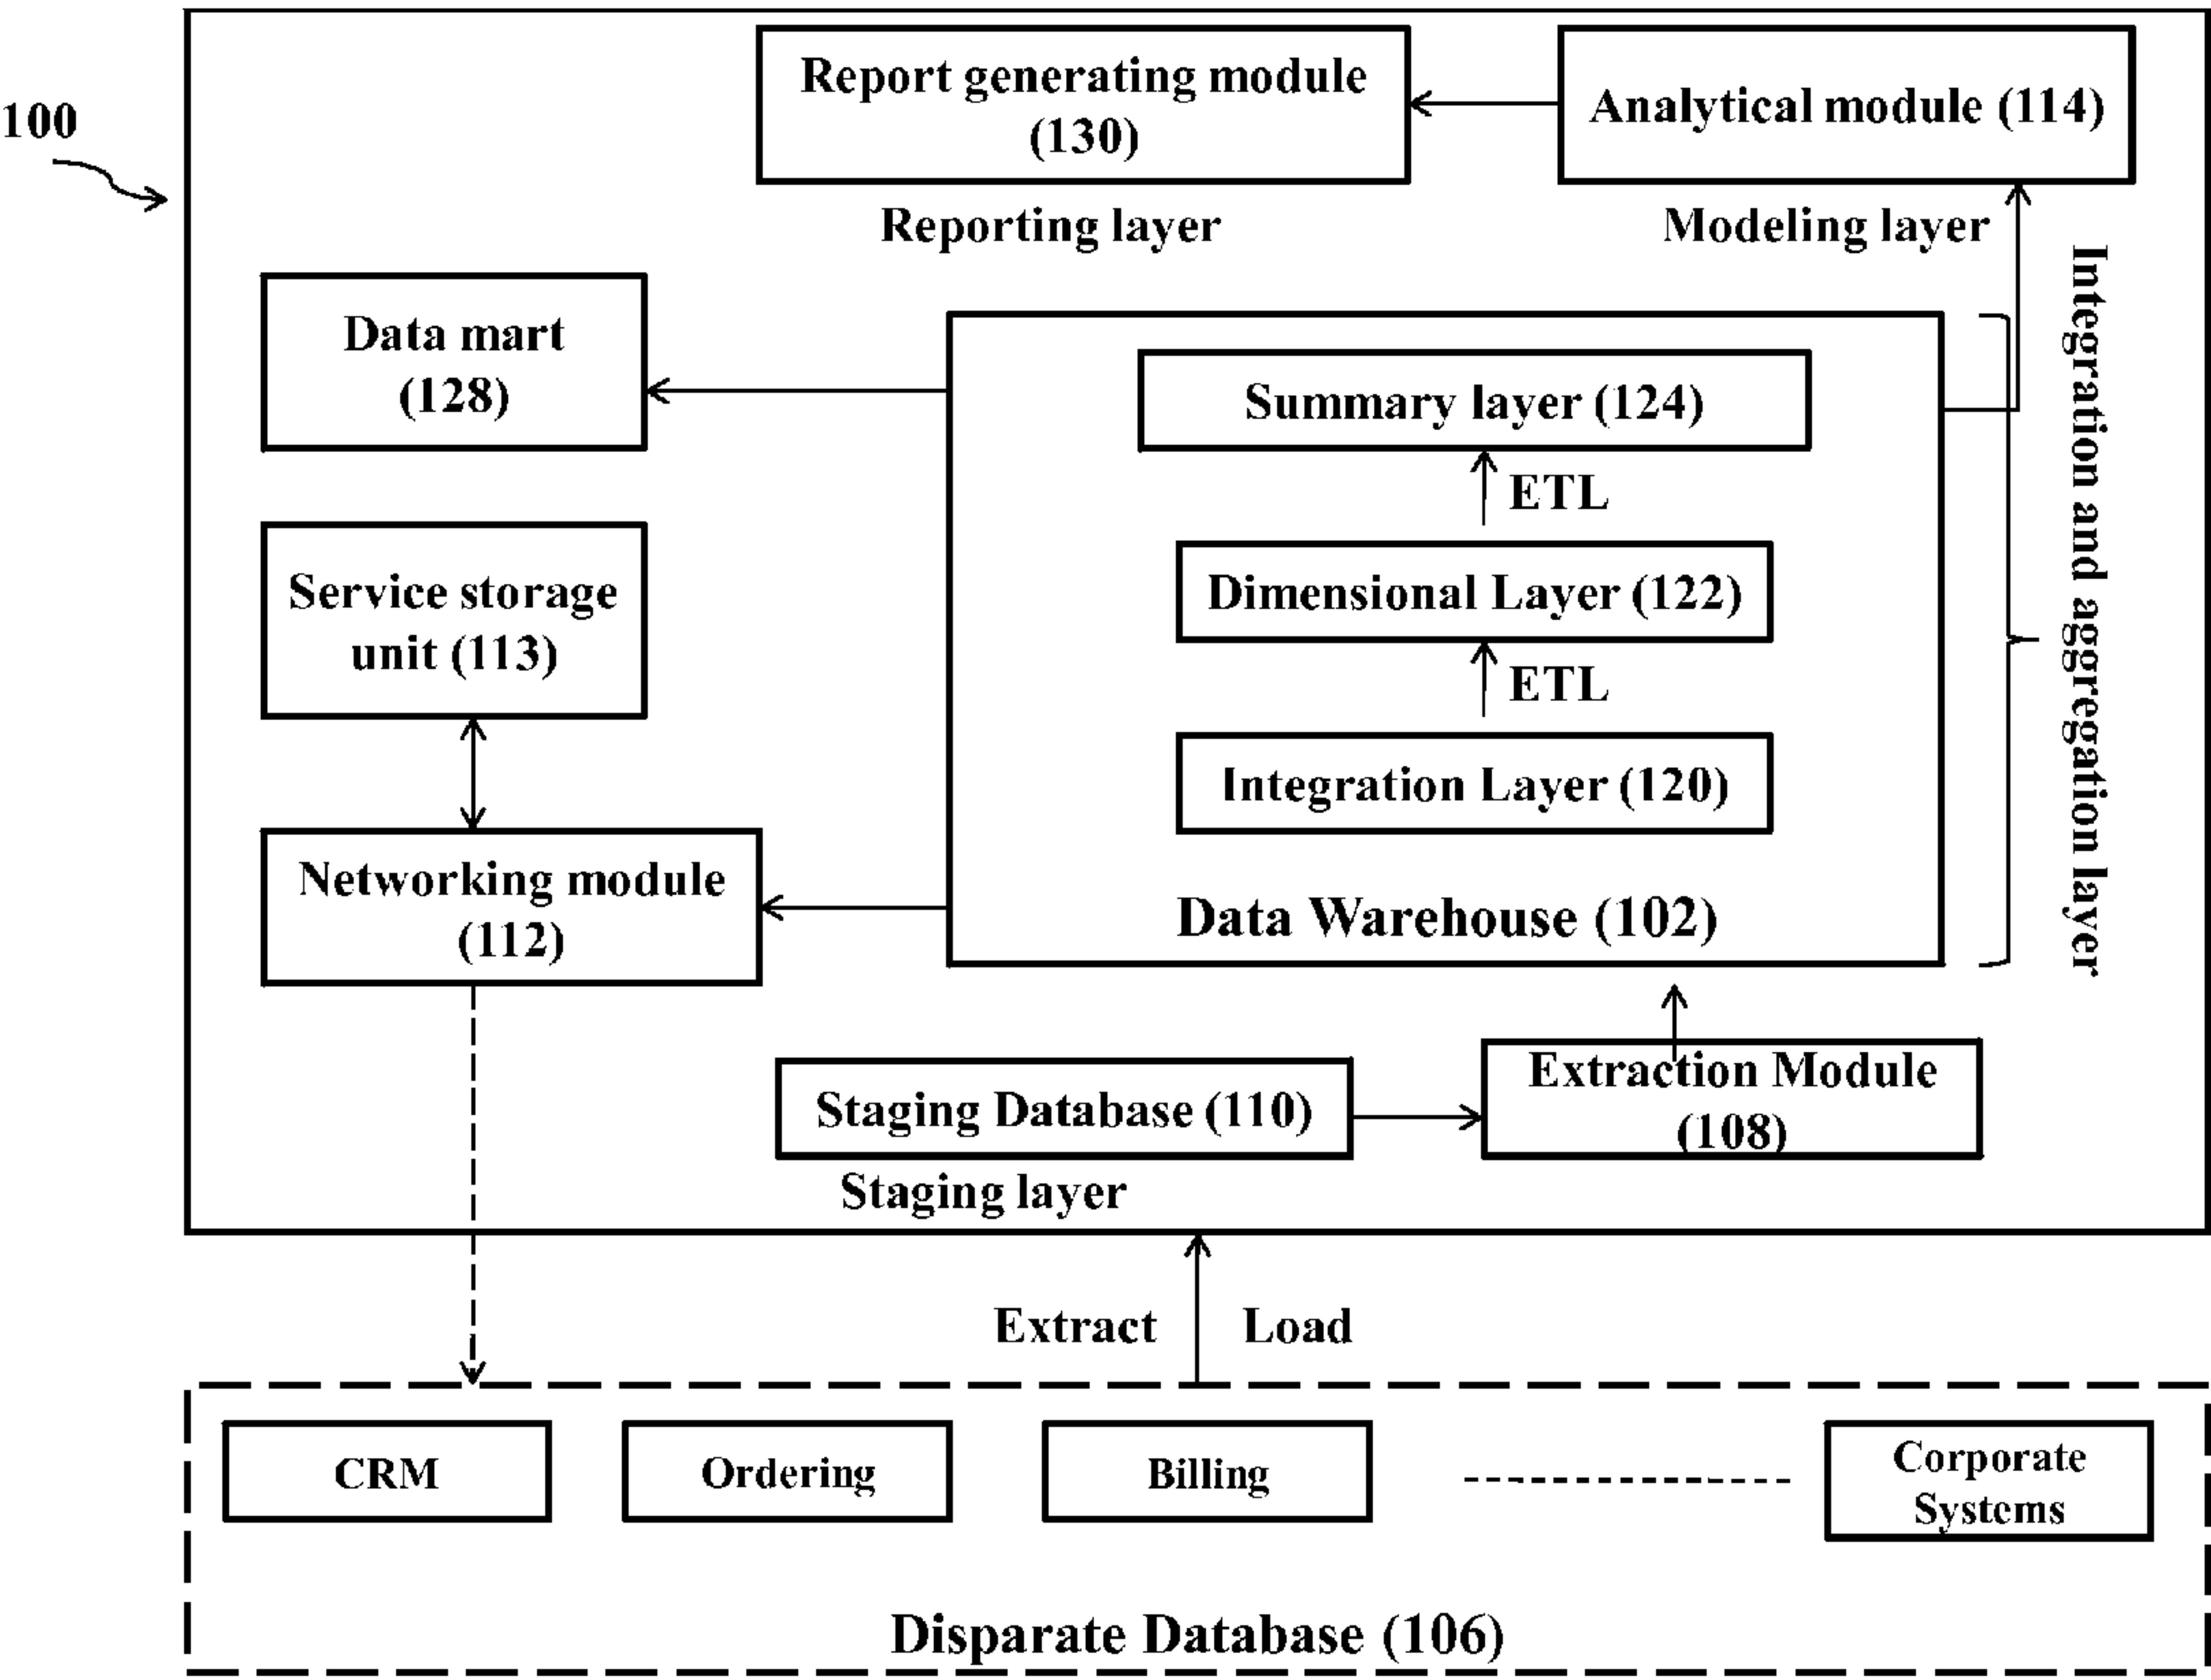 100
Report generating module
(130)
Analytical module (114)
Reporting layer
Modeling layer
Data mart
(128)
Summary layer (124)
ETL
Service storage
unit (113)
Dimensional Layer (122)
ETL
Integration Layer (120)
Integration and aggregation layer
Networking module
(112)
Data Warehouse (102)
Staging Database (110)
Extraction Module
(108)
Staging layer
Extract
Load
CRM
Ordering
Billing
Corporate
Systems
Disparate Database (106)